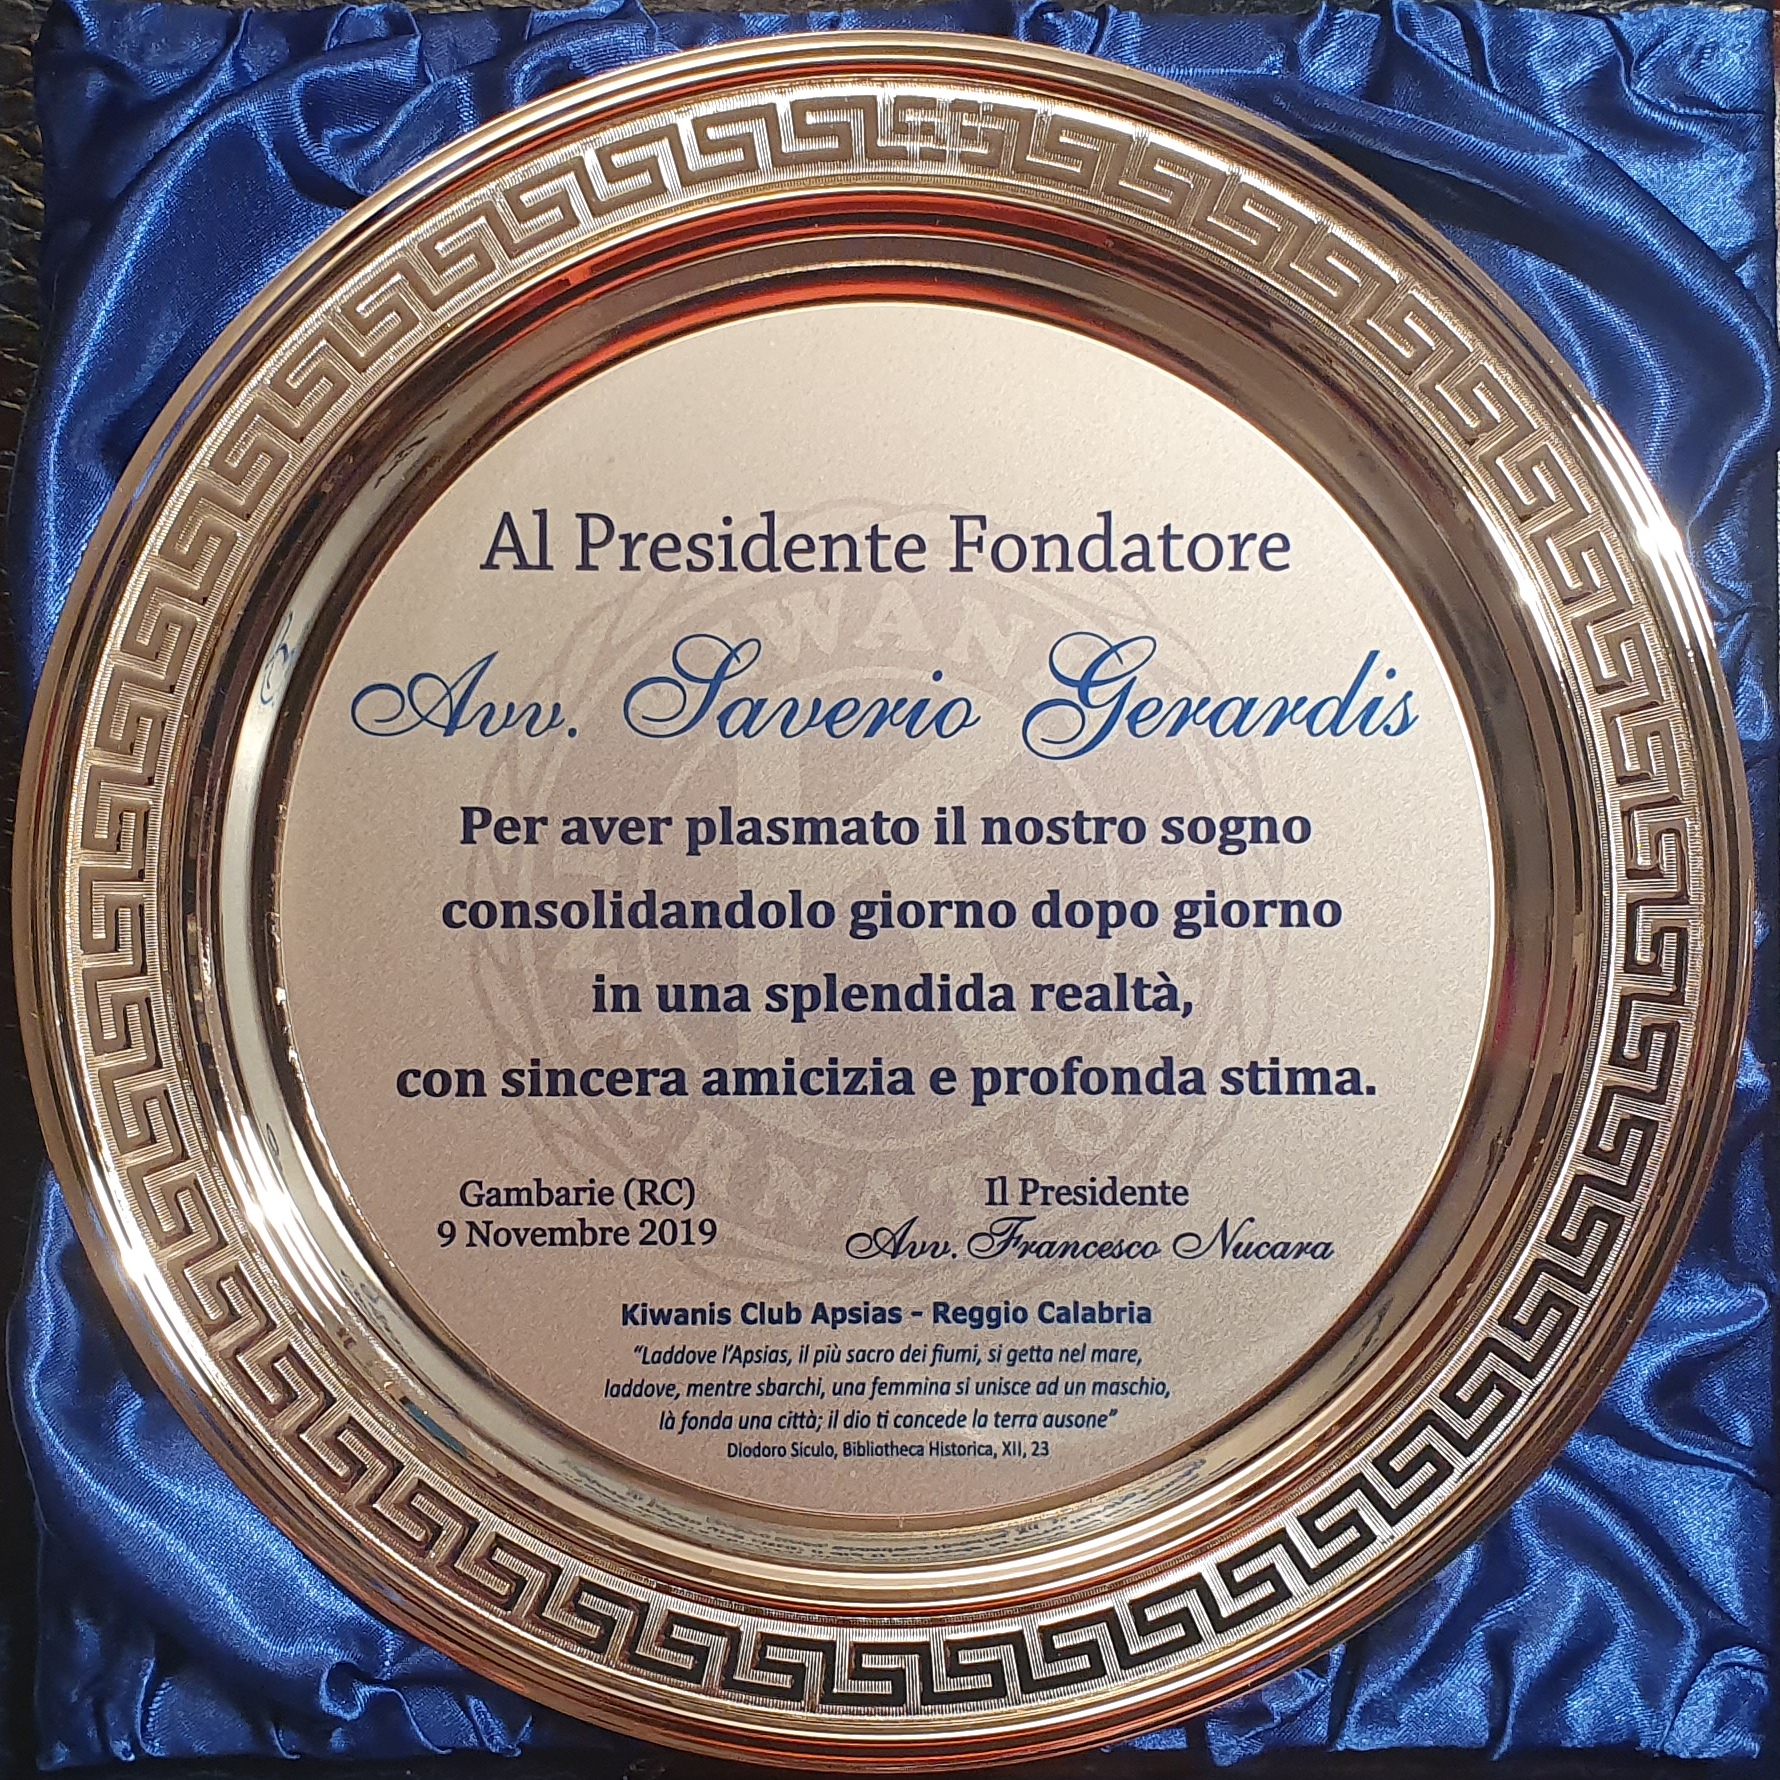 Al Presidente Fondatore
Avv. Saverio Gerardis
Per aver plasmato il nostro sogno
consolidandolo giorno dopo giorno
in una splendida realtà,
con sincera amicizia e profonda stima.
Gambarie (RC)
9 Novembre 2019
Il Presidente
Avv. Francesco Nucara
Kiwanis Club Apsias - Reggio Calabria
“Laddove l'Apsias, il più sacro dei fiumi, si getta nel mare,
laddove, mentre sbarchi, una femmina si unisce ad un maschio,
là fonda una città; il dio ti concede la terra ausone”
Diodoro Siculo, Bibliotheca Historica, XII, 23